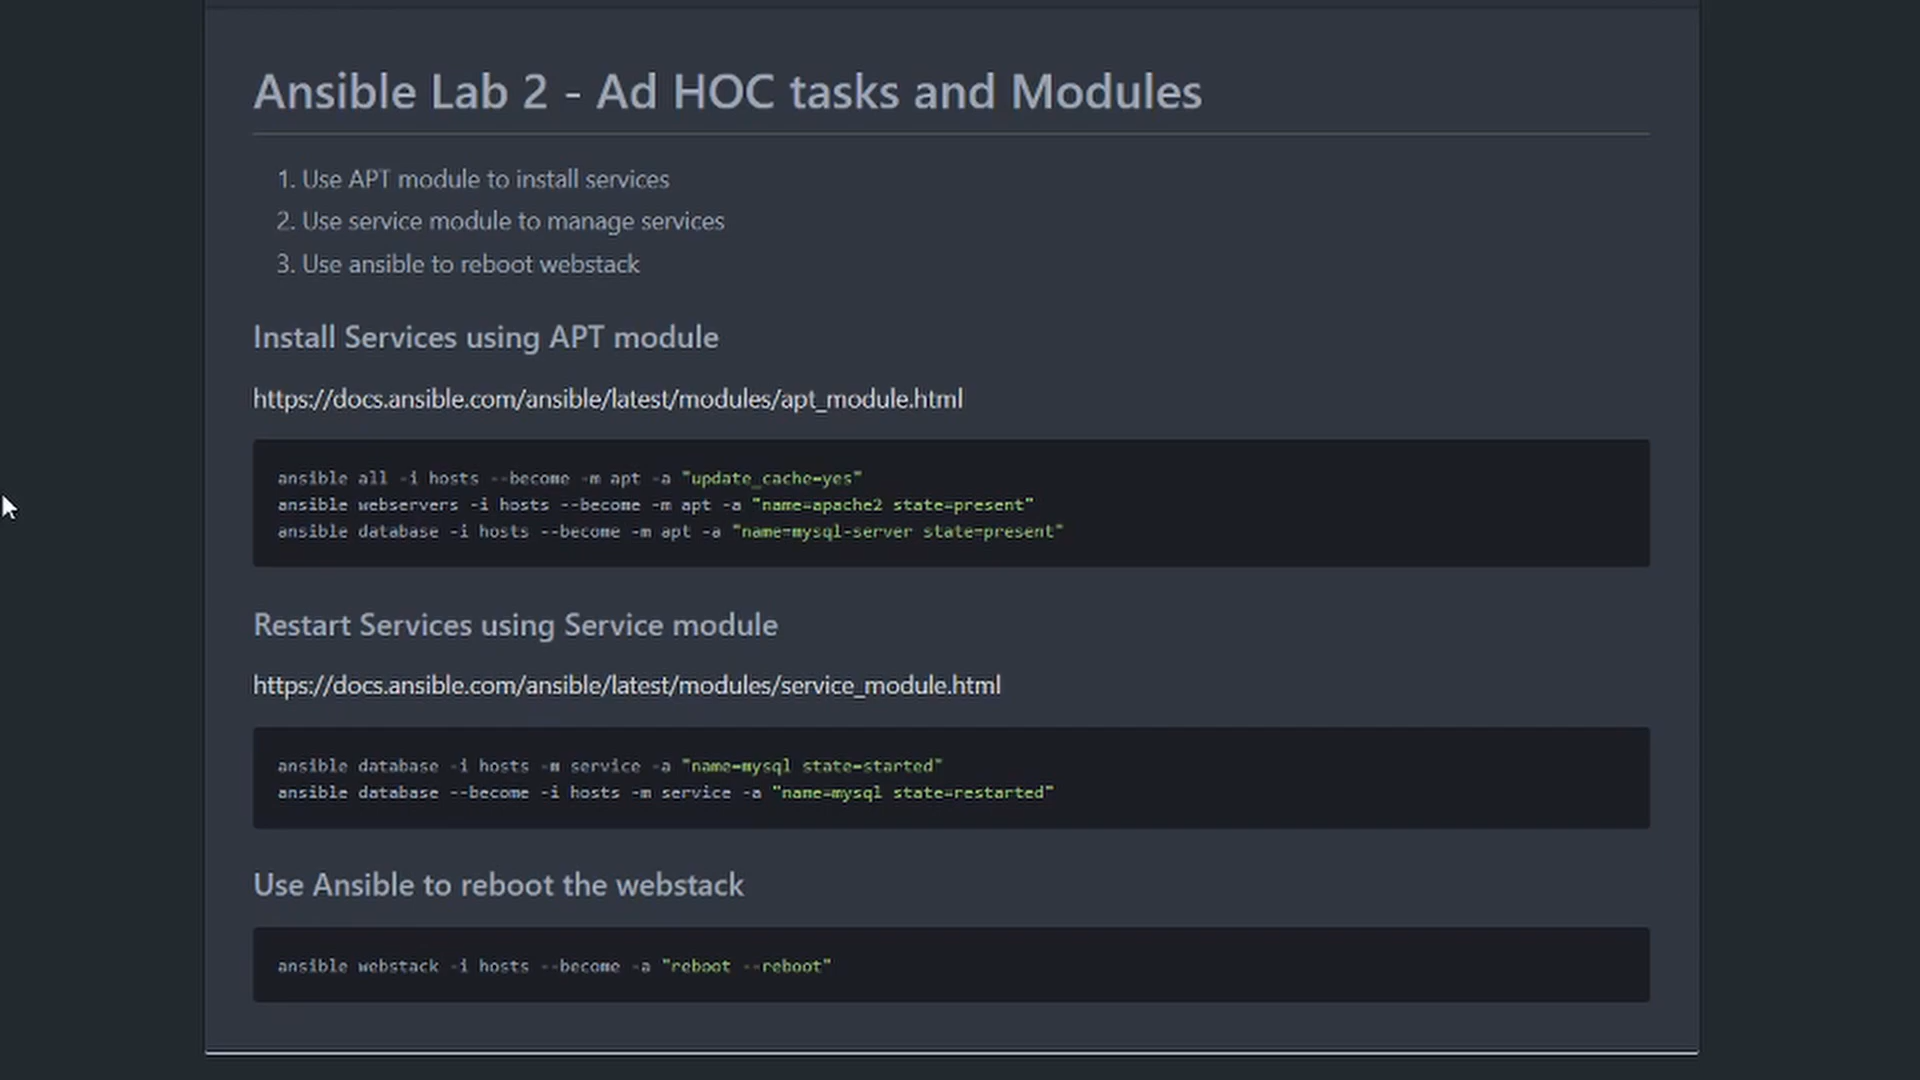 Ansible Lab 2 - Ad HOC tasks and Modules
1. Use APT module to install services
2. Use service module to manage services
3. Use ansible to reboot webstack
Install Services using APT module
https://docs.ansible.com/ansible/latest/modules/apt_module.html
ansible all -i hosts --become -m apt -a "update_cache=yes"
ansible webservers -i hosts --become -m apt -a "name=apache2 state=present"
ansible database -i hosts --become -m apt -a "name=mysql-server state=present"
Restart Services using Service module
https://docs.ansible.com/ansible/latest/modules/service_module.html
ansible database -i hosts -m service -a "name=mysql state=started"
ansible database --become -i hosts -m service -a "name=mysql state=restarted"
Use Ansible to reboot the webstack
ansible webstack -i hosts --become -a "reboot --reboot"